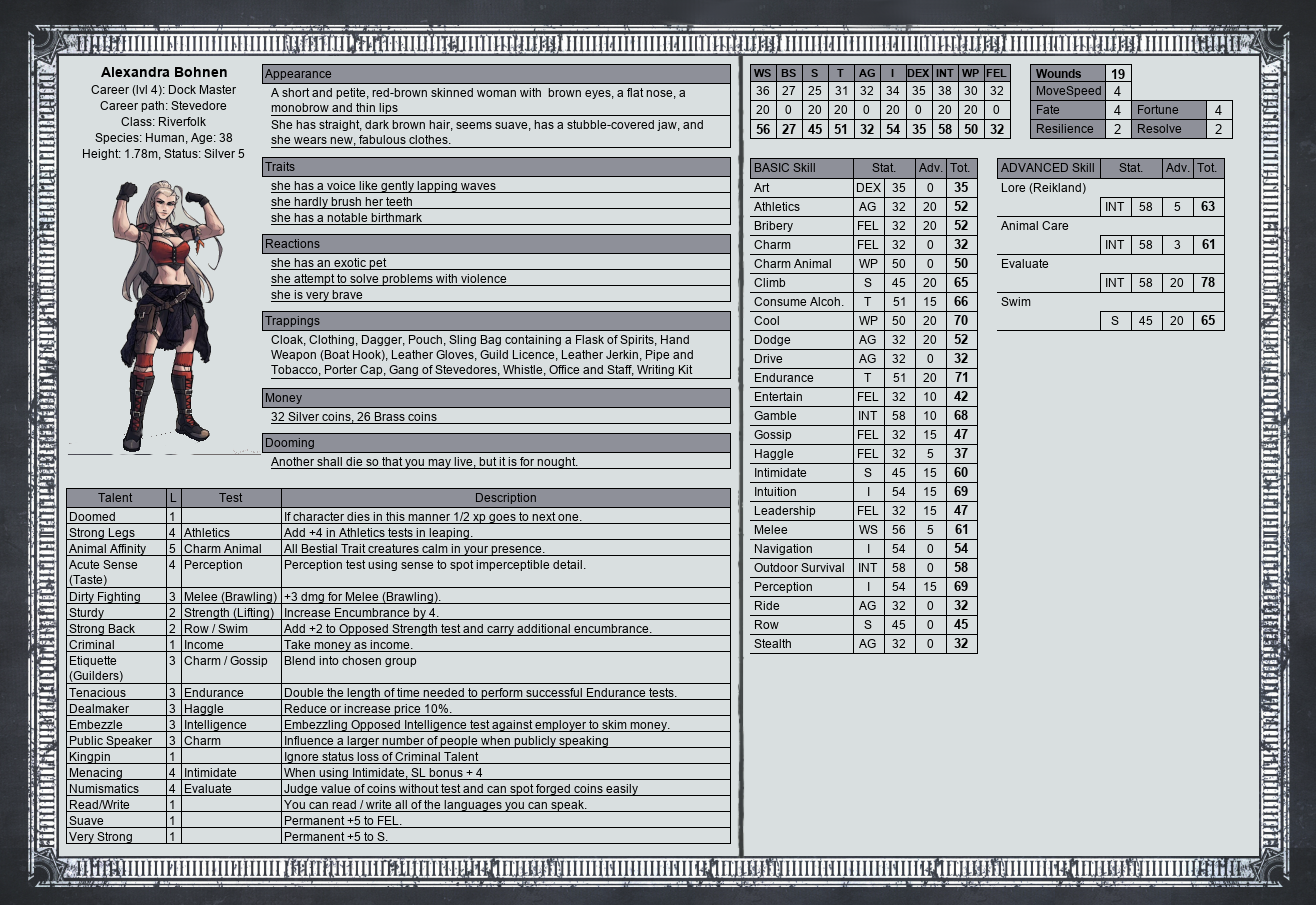 Alexandra Bohnen
Career (lvl 4): Dock Master
Career path: Stevedore
Class: Riverfolk
Species: Human, Age: 38
Height: 1.78m, Status: Silver 5
Appearance
A short and petite, red-brown skinned woman with  brown eyes, a flat nose, a
monobrow and thin lips
She has straight, dark brown hair, seems suave, has a stubble-covered jaw, and
she wears new, fabulous clothes.
Traits
she has a voice like gently lapping waves
she hardly brush her teeth
she has a notable birthmark
Reactions
she has an exotic pet
she attempt to solve problems with violence
she is very brave
Trappings
Cloak, Clothing, Dagger, Pouch, Sling Bag containing a Flask of Spirits, Hand
Weapon (Boat Hook), Leather Gloves, Guild Licence, Leather Jerkin, Pipe and
Tobacco, Porter Cap, Gang of Stevedores, Whistle, Office and Staff, Writing Kit
Money
32 Silver coins, 26 Brass coins
Dooming
Another shall die so that you may live, but it is for nought.
Talent L Test Description
Doomed 1 If character dies in this manner 1/2 xp goes to next one.
Strong Legs 4 Athletics Add +4 in Athletics tests in leaping.
Animal Affinity 5 Charm Animal All Bestial Trait creatures calm in your presence.
Acute Sense 4 Perception Perception test using sense to spot imperceptible detail.
(Taste)
Dirty Fighting 3 Melee (Brawling) +3 dmg for Melee (Brawling).
Sturdy 2 Strength (Lifting) Increase Encumbrance by 4.
Strong Back 2 Row / Swim Add +2 to Opposed Strength test and carry additional encumbrance.
Criminal 1 Income Take money as income.
Etiquette 3 Charm / Gossip Blend into chosen group
(Guilders)
Tenacious 3 Endurance Double the length of time needed to perform successful Endurance tests.
Dealmaker 3 Haggle Reduce or increase price 10%.
Embezzle 3 Intelligence Embezzling Opposed Intelligence test against employer to skim money.
Public Speaker 3 Charm Influence a larger number of people when publicly speaking
Kingpin 1 Ignore status loss of Criminal Talent
Menacing 4 Intimidate When using Intimidate, SL bonus + 4
Numismatics 4 Evaluate Judge value of coins without test and can spot forged coins easily
Read/Write 1 You can read / write all of the languages you can speak.
Suave 1 Permanent +5 to FEL.
Very Strong 1 Permanent +5 to S.
WS BS S T AG I DEX INT WP FEL
36 27 25 31 32 34 35 38 30 32
20 0 20 20 0 20 0 20 20 0
56 27 45 51 32 54 35 58 50 32
Wounds 19
MoveSpeed 4
Fate 4 Fortune 4
Resilience 2 Resolve 2
BASIC Skill Stat. Adv. Tot.
Art DEX 35 0 35
Athletics AG 32 20 52
Bribery FEL 32 20 52
Charm FEL 32 0 32
Charm Animal WP 50 0 50
Climb S 45 20 65
Consume Alcoh. T 51 15 66
Cool WP 50 20 70
Dodge AG 32 20 52
Drive AG 32 0 32
Endurance T 51 20 71
Entertain FEL 32 10 42
Gamble INT 58 10 68
Gossip FEL 32 15 47
Haggle FEL 32 5 37
Intimidate S 45 15 60
Intuition I 54 15 69
Leadership FEL 32 15 47
Melee WS 56 5 61
Navigation I 54 0 54
Outdoor Survival INT 58 0 58
Perception I 54 15 69
Ride AG 32 0 32
Row S 45 0 45
Stealth AG 32 0 32
ADVANCED Skill Stat. Adv. Tot.
Lore (Reikland)
INT 58 5 63
Animal Care
INT 58 3 61
Evaluate
INT 58 20 78
Swim
S 45 20 65